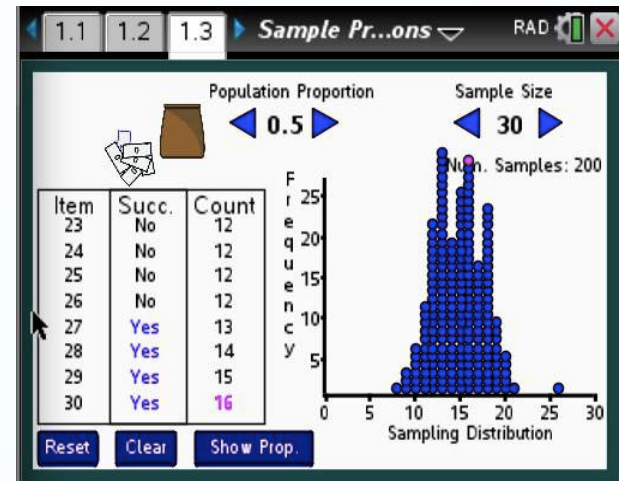 1.1 1.2 1.3 Sample Pr...ons RAD
Population Proportion
0.5
Sample Size
30
Num. Samples: 200
Item Succ. Count
23 No 12
24 No 12
25 No 12
26 No 12
27 Yes 13
28 Yes 14
29 Yes 15
30 Yes 16
Frequency
25
20
15
10
5
0 5 10 15 20 25 30
Sampling Distribution
Reset Clear Show Prop.